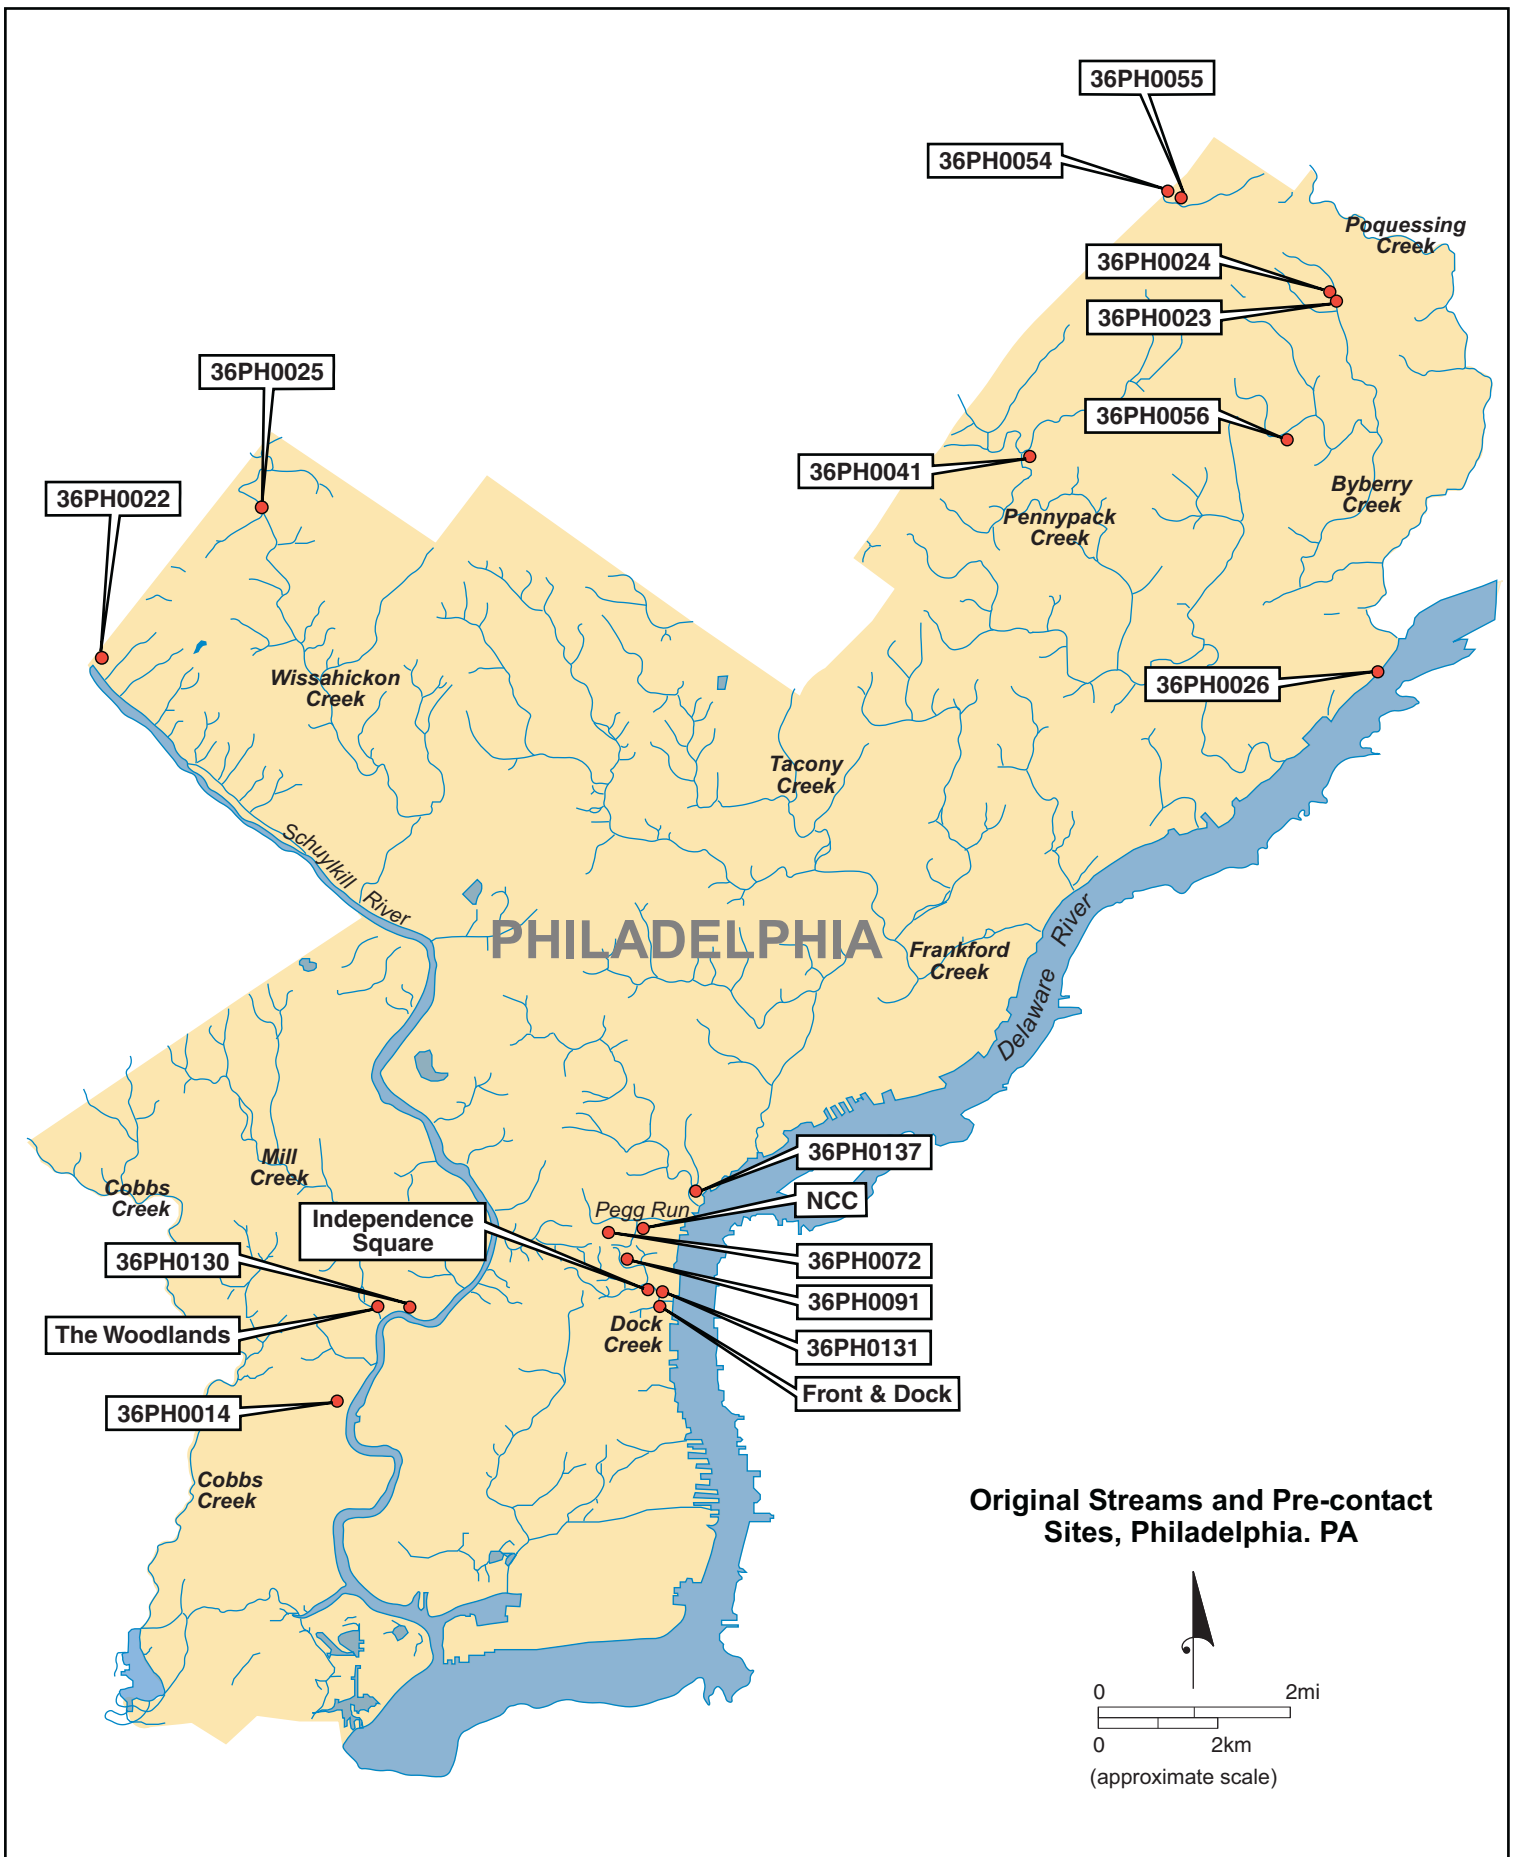 36PH0055
36PH0054
Poquessing
Creek
36PH0024
36PH0023
36PH0025
36PH0056
36PH0041
36PH0022
Byberry
Creek
Pennypack
Creek
Wissahickon
Creek
36PH0026
Tacony
Creek
Schuylkill River
PHILADELPHIA
Frankford
Creek
Delaware River
36PH0137
Mill
Creek
Cobbs
Creek
NCC
Pegg Run
Independence
Square
36PH0130
36PH0072
36PH0091
The Woodlands
Dock
Creek
36PH0131
Front & Dock
36PH0014
Cobbs
Creek
Original Streams and Pre-contact
Sites, Philadelphia. PA
0 2mi
0 2km
(approximate scale)